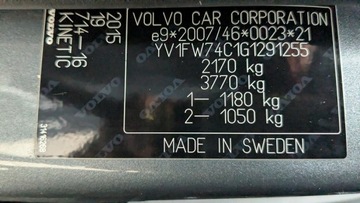 VOLVO CAR CORPORATION
e9*2007/46*0023*21
YV1FW74C1G1291255
2170 kg
3770 kg
1- 1180 kg
2- 1050 kg
MADE IN SWEDEN
2015
19
714-16
KINETIC
VOLVO